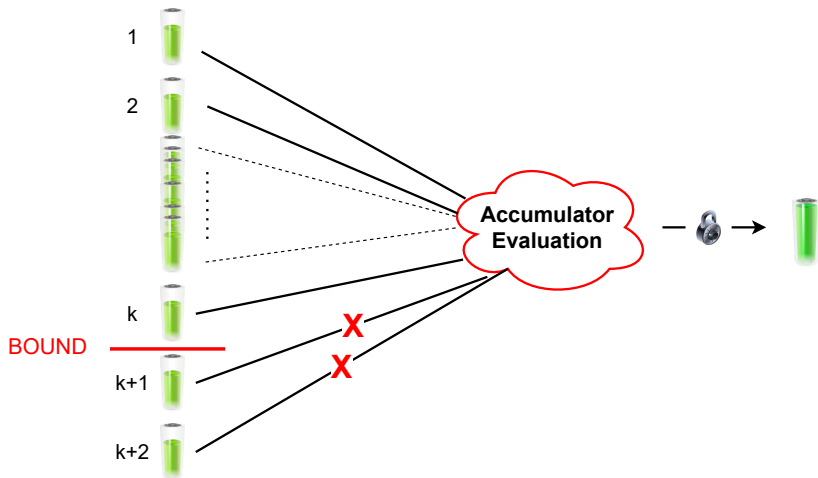 1
2
Accumulator
Evaluation
k
X
BOUND
X
k+1
k+2